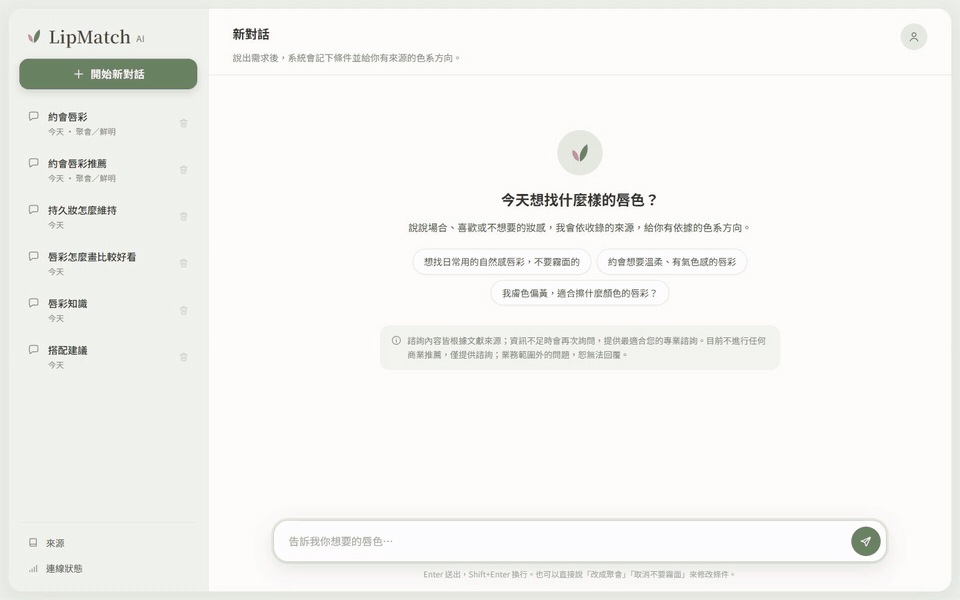 LipMatch AI
開始新對話
約會唇彩
今天 • 聚會／鮮明
約會唇彩推薦
今天 • 聚會／鮮明
持久妝怎麼維持
今天
唇彩怎麼畫比較好看
今天
唇彩知識
今天
搭配建議
今天
來源
連線狀態
新對話
說出需求後，系統會記下條件並給你有來源的色系方向。
今天想找什麼樣的唇色？
說說場合、喜歡或不想要的妝感，我會依收錄的來源，給你有依據的色系方向。
想找日常用的自然感唇彩，不要霧面的
約會想要溫柔、有氣色感的唇彩
我膚色偏黃，適合擦什麼顏色的唇彩？
諮詢內容皆根據文獻來源；資訊不足時會再次詢問，提供最適合您的專業諮詢。目前不進行任何
商業推薦，僅提供諮詢；業務範圍外的問題，恕無法回覆。
告訴我你想要的唇色…
Enter 送出，Shift+Enter 換行。也可以直接說「改成聚會」「取消不要霧面」來修改條件。